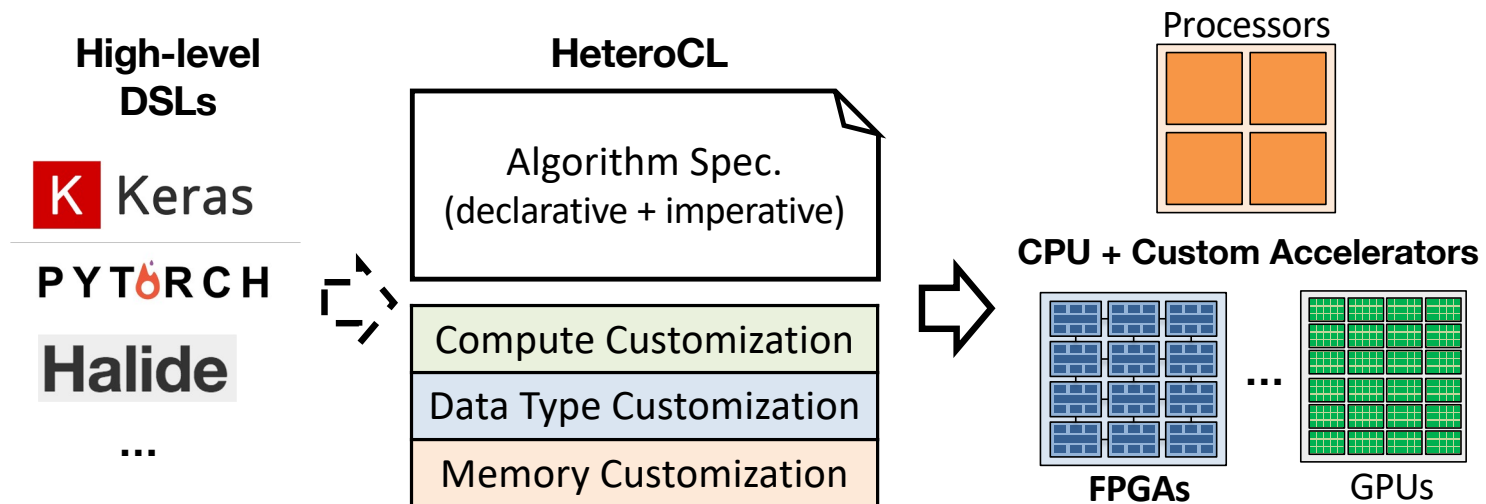 High-level
DSLs
K Keras
PYTORCH
Halide
...
HeteroCL
Algorithm Spec.
(declarative + imperative)
Compute Customization
Data Type Customization
Memory Customization
Processors
CPU + Custom Accelerators
...
FPGAs
GPUs